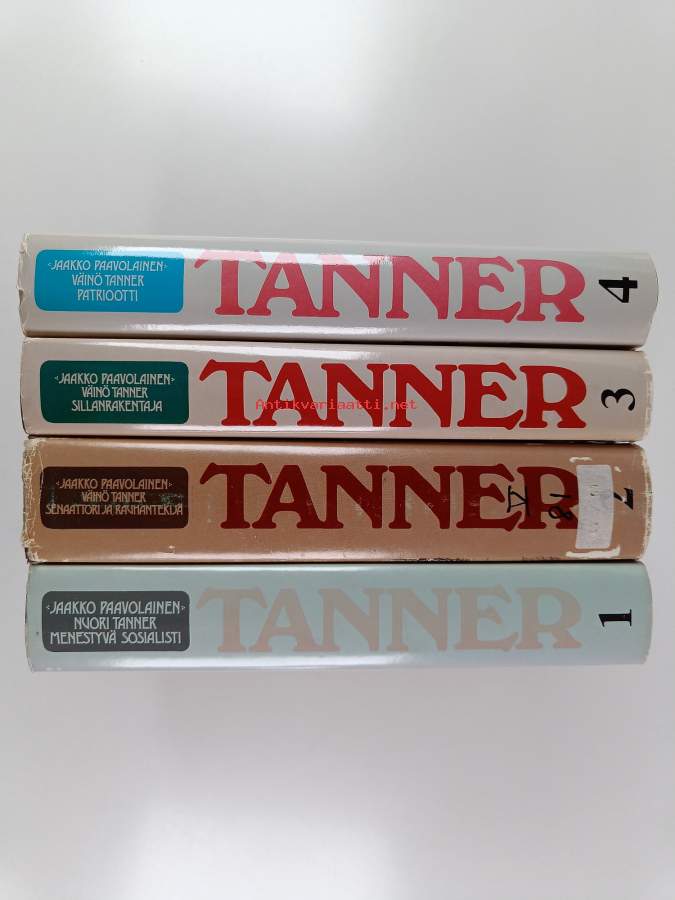 ‹JAAKKO PAAVOLAINEN›
VÄINÖ TANNER
PATRIOOTTI
TANNER
4
‹JAAKKO PAAVOLAINEN›
VÄINÖ TANNER
SILLANRAKENTAJA
TANNER
3
Antikvariaatti.net
‹JAAKKO PAAVOLAINEN›
VÄINÖ TANNER
SENAATTORI JA RAUHANTEKIJÄ
TANNER
V
81
2
‹JAAKKO PAAVOLAINEN›
NUORI TANNER
MENESTYVÄ SOSIALISTI
TANNER
1